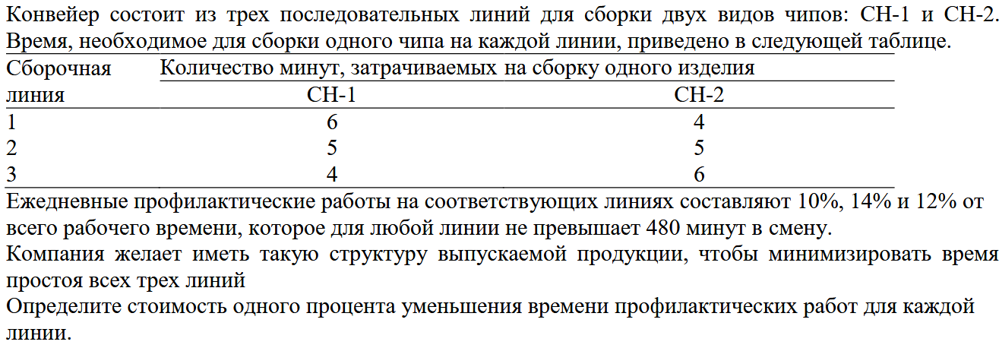 Конвейер состоит из трех последовательных линий для сборки двух видов чипов: CH-1 и CH-2.
Время, необходимое для сборки одного чипа на каждой линии, приведено в следующей таблице.
Сборочная Количество минут, затрачиваемых на сборку одного изделия
линия CH-1 CH-2
1 6 4
2 5 5
3 4 6
Ежедневные профилактические работы на соответствующих линиях составляют 10%, 14% и 12% от
всего рабочего времени, которое для любой линии не превышает 480 минут в смену.
Компания желает иметь такую структуру выпускаемой продукции, чтобы минимизировать время
простоя всех трех линий
Определите стоимость одного процента уменьшения времени профилактических работ для каждой
линии.